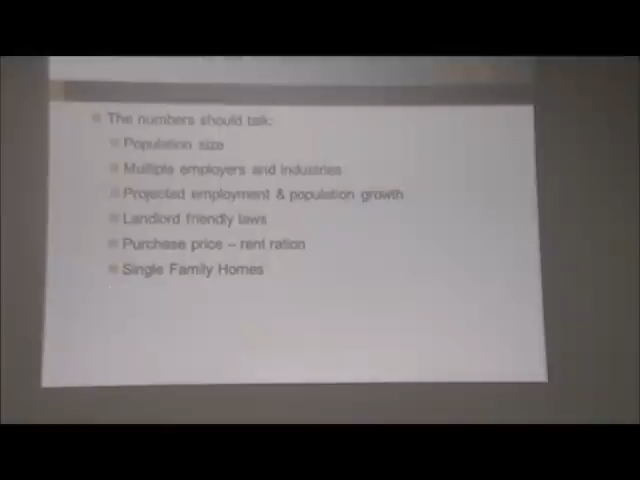 The numbers should talk:
Population size
Multiple employers and industries
Projected employment & population growth
Landlord friendly laws
Purchase price – rent ration
Single Family Homes